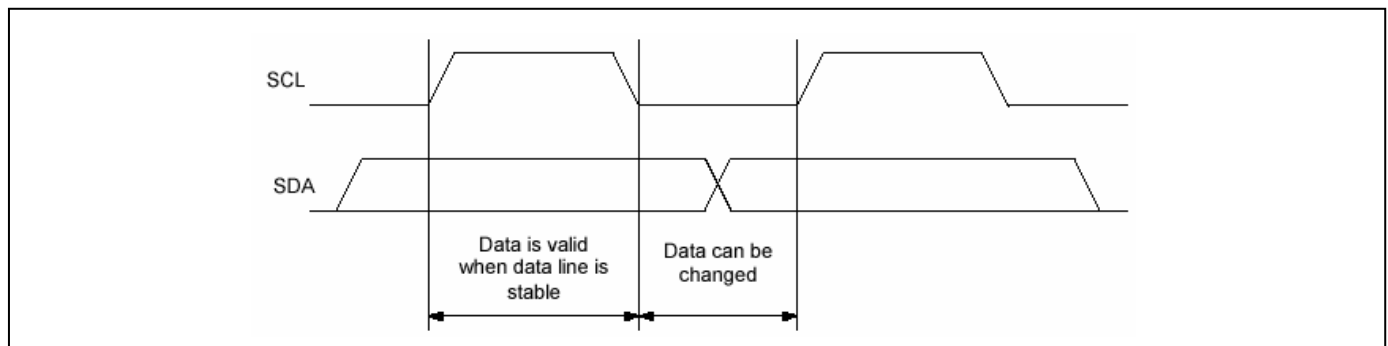 SCL
SDA
Data is valid
when data line is
stable
Data can be
changed